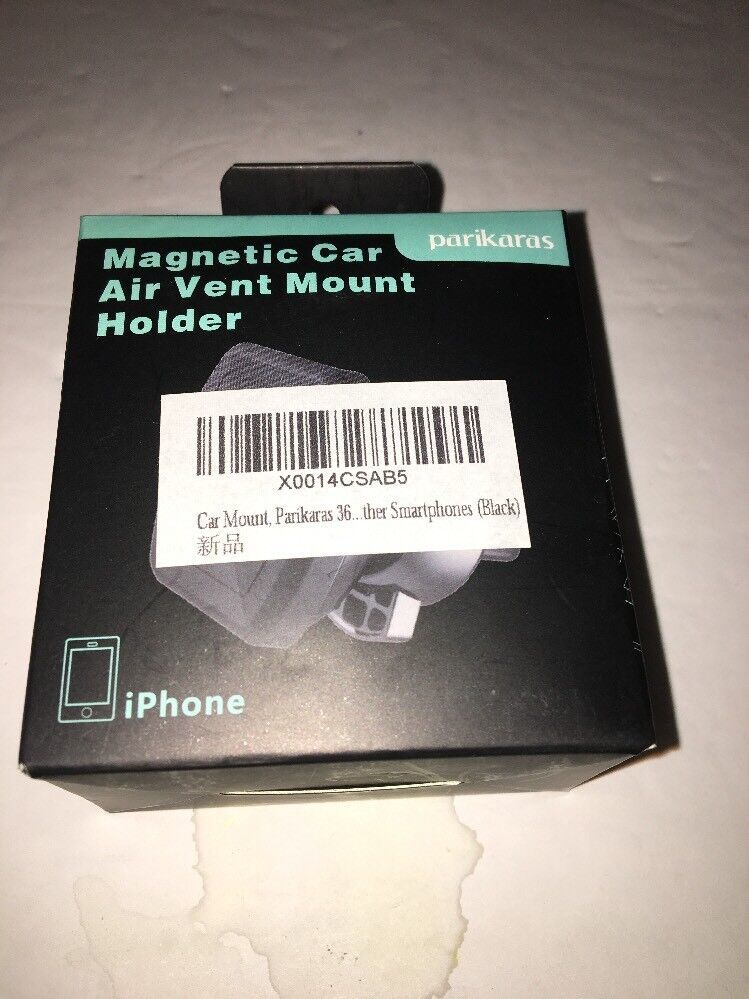 parikaras
Magnetic Car
Air Vent Mount
Holder
X0014CSAB5
Car Mount, Parikaras 36...ther Smartphones (Black)
新品
iPhone